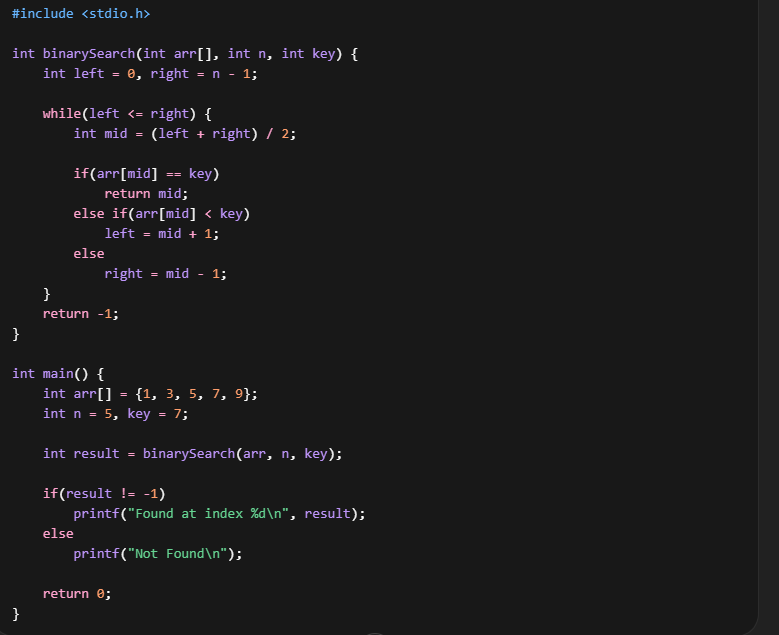 #include <stdio.h>

int binarySearch(int arr[], int n, int key) {
    int left = 0, right = n - 1;

    while(left <= right) {
        int mid = (left + right) / 2;

        if(arr[mid] == key)
            return mid;
        else if(arr[mid] < key)
            left = mid + 1;
        else
            right = mid - 1;
    }
    return -1;
}

int main() {
    int arr[] = {1, 3, 5, 7, 9};
    int n = 5, key = 7;

    int result = binarySearch(arr, n, key);

    if(result != -1)
        printf("Found at index %d\n", result);
    else
        printf("Not Found\n");

    return 0;
}